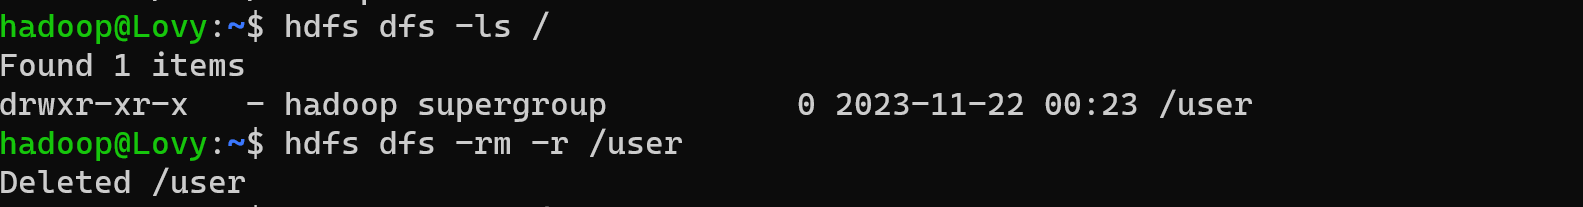 hadoop@Lovy:~$ hdfs dfs -ls /
Found 1 items
drwxr-xr-x   - hadoop supergroup          0 2023-11-22 00:23 /user
hadoop@Lovy:~$ hdfs dfs -rm -r /user
Deleted /user